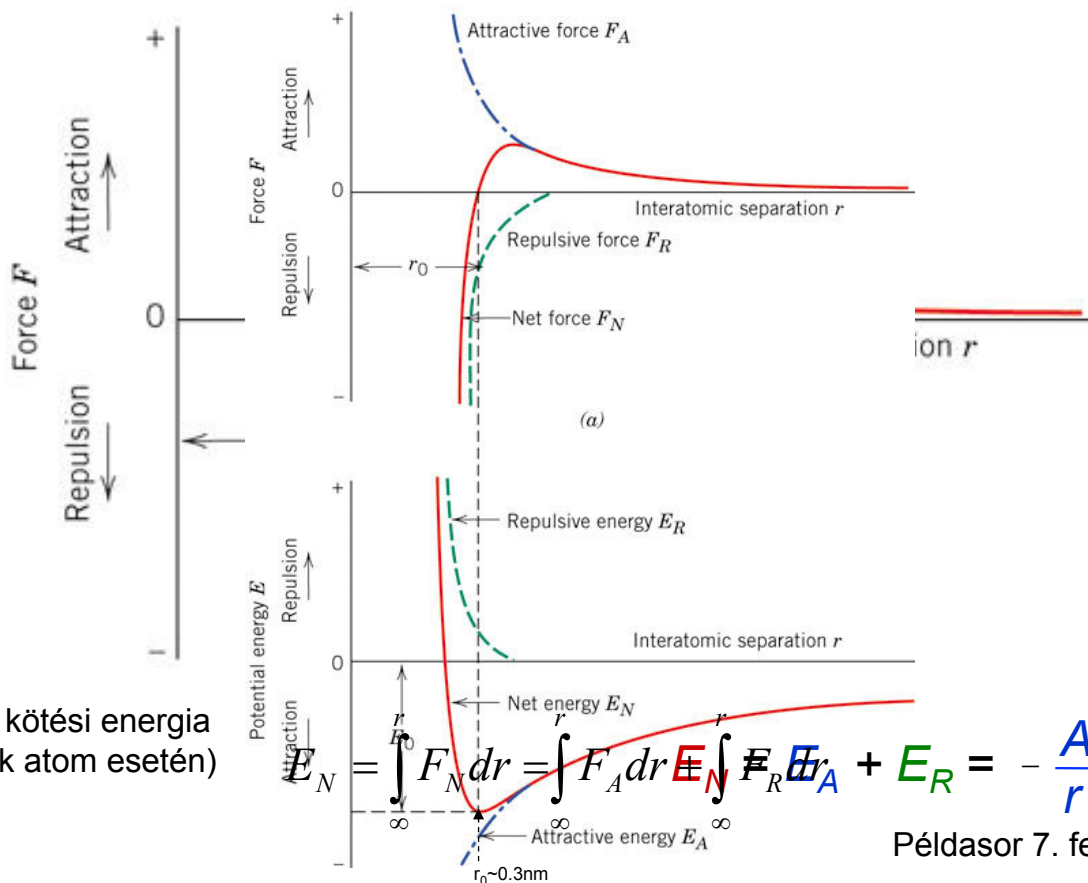 +
Attraction
Force F
0
Repulsion
−
+
Attractive force F_A
Attraction
Force F
0
Interatomic separation r
Repulsion
Repulsive force F_R
r_0
Net force F_N
−
(a)
ion r
+
Repulsive energy E_R
Repulsion
Potential energy E
Interatomic separation r
0
Net energy E_N
Attraction
E_0
kötési energia
k atom esetén)
E_N = ∫_∞^r F_N dr = ∫_∞^r F_A dr + ∫_∞^r F_R dr
E_N = E_A + E_R = − A/r
Attractive energy E_A
−
r_0~0.3nm
Példasor 7. fe